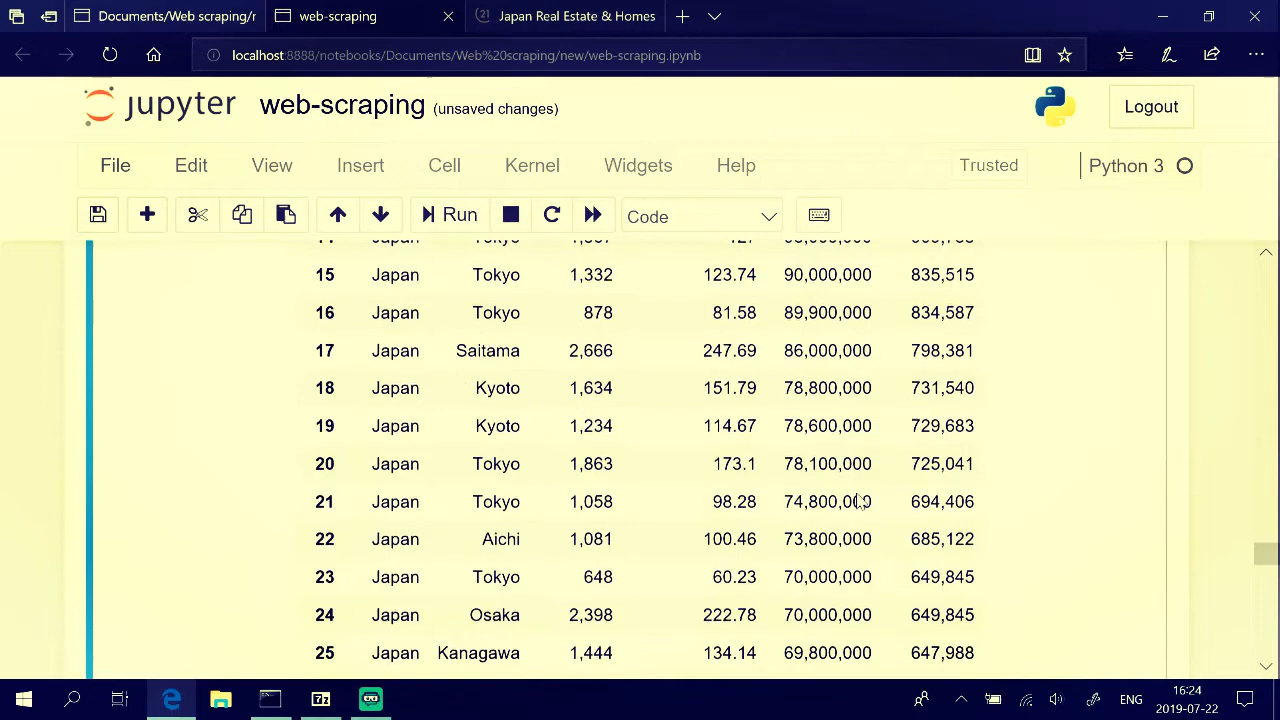 Documents/Web scraping/r web-scraping 21 Japan Real Estate & Homes
localhost:8888/notebooks/Documents/Web%20scraping/new/web-scraping.ipynb
jupyter web-scraping (unsaved changes) Logout
File Edit View Insert Cell Kernel Widgets Help Trusted Python 3
Run Code
15 Japan Tokyo 1,332 123.74 90,000,000 835,515
16 Japan Tokyo 878 81.58 89,900,000 834,587
17 Japan Saitama 2,666 247.69 86,000,000 798,381
18 Japan Kyoto 1,634 151.79 78,800,000 731,540
19 Japan Kyoto 1,234 114.67 78,600,000 729,683
20 Japan Tokyo 1,863 173.1 78,100,000 725,041
21 Japan Tokyo 1,058 98.28 74,800,000 694,406
22 Japan Aichi 1,081 100.46 73,800,000 685,122
23 Japan Tokyo 648 60.23 70,000,000 649,845
24 Japan Osaka 2,398 222.78 70,000,000 649,845
25 Japan Kanagawa 1,444 134.14 69,800,000 647,988
7z ENG 16:24
2019-07-22